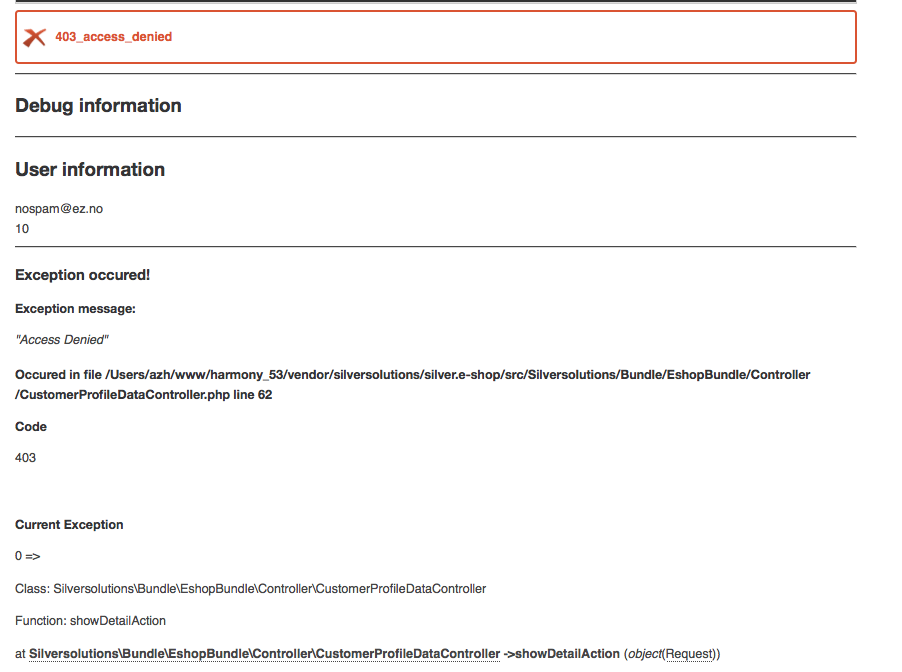 403_access_denied
Debug information
User information
nospam@ez.no
10
Exception occured!
Exception message:
"Access Denied"
Occured in file /Users/azh/www/harmony_53/vendor/silversolutions/silver.e-shop/src/Silversolutions/Bundle/EshopBundle/Controller
/CustomerProfileDataController.php line 62
Code
403
Current Exception
0 =>
Class: Silversolutions\Bundle\EshopBundle\Controller\CustomerProfileDataController
Function: showDetailAction
at Silversolutions\Bundle\EshopBundle\Controller\CustomerProfileDataController ->showDetailAction (object(Request))